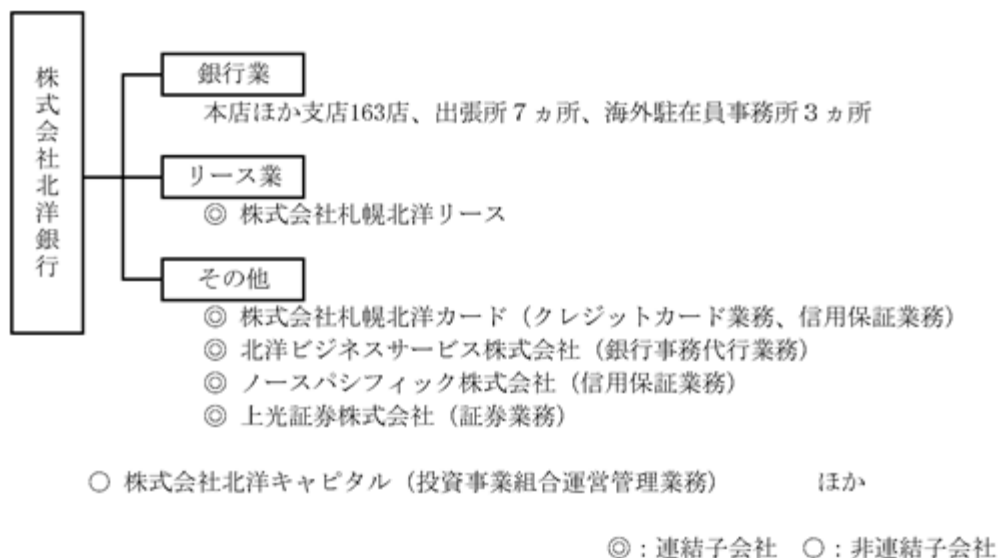 株式会社北洋銀行
銀行業
本店ほか支店163店、出張所７ヵ所、海外駐在員事務所３ヵ所
リース業
◎ 株式会社札幌北洋リース
その他
◎ 株式会社札幌北洋カード（クレジットカード業務、信用保証業務）
◎ 北洋ビジネスサービス株式会社（銀行事務代行業務）
◎ ノースパシフィック株式会社（信用保証業務）
◎ 上光証券株式会社（証券業務）
○ 株式会社北洋キャピタル（投資事業組合運営管理業務） ほか
◎：連結子会社 ○：非連結子会社